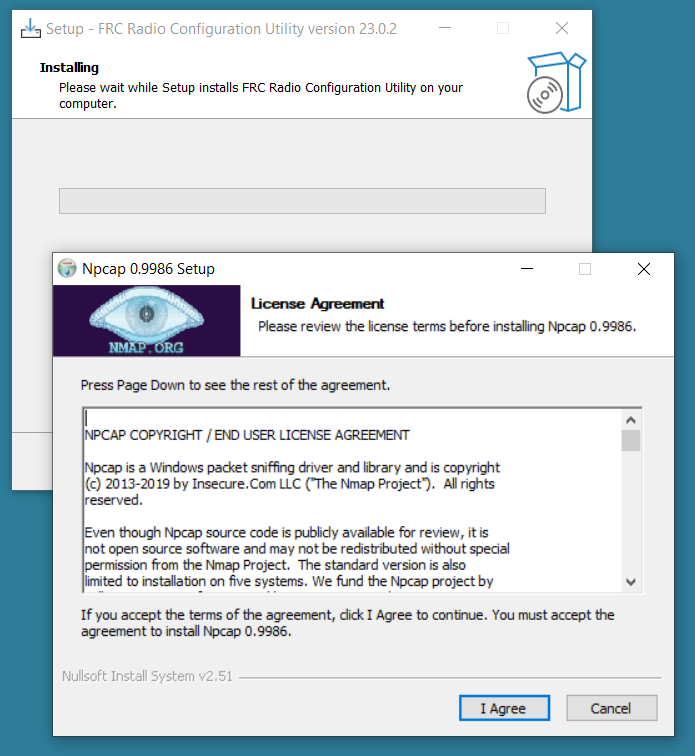 Setup - FRC Radio Configuration Utility version 23.0.2
Installing
Please wait while Setup installs FRC Radio Configuration Utility on your
computer.
Npcap 0.9986 Setup
NMAP.ORG
License Agreement
Please review the license terms before installing Npcap 0.9986.
Press Page Down to see the rest of the agreement.
NPCAP COPYRIGHT / END USER LICENSE AGREEMENT
Npcap is a Windows packet sniffing driver and library and is copyright
(c) 2013-2019 by Insecure.Com LLC ("The Nmap Project").  All rights
reserved.
Even though Npcap source code is publicly available for review, it is
not open source software and may not be redistributed without special
permission from the Nmap Project.  The standard version is also
limited to installation on five systems. We fund the Npcap project by
If you accept the terms of the agreement, click I Agree to continue. You must accept the
agreement to install Npcap 0.9986.
Nullsoft Install System v2.51
I Agree
Cancel